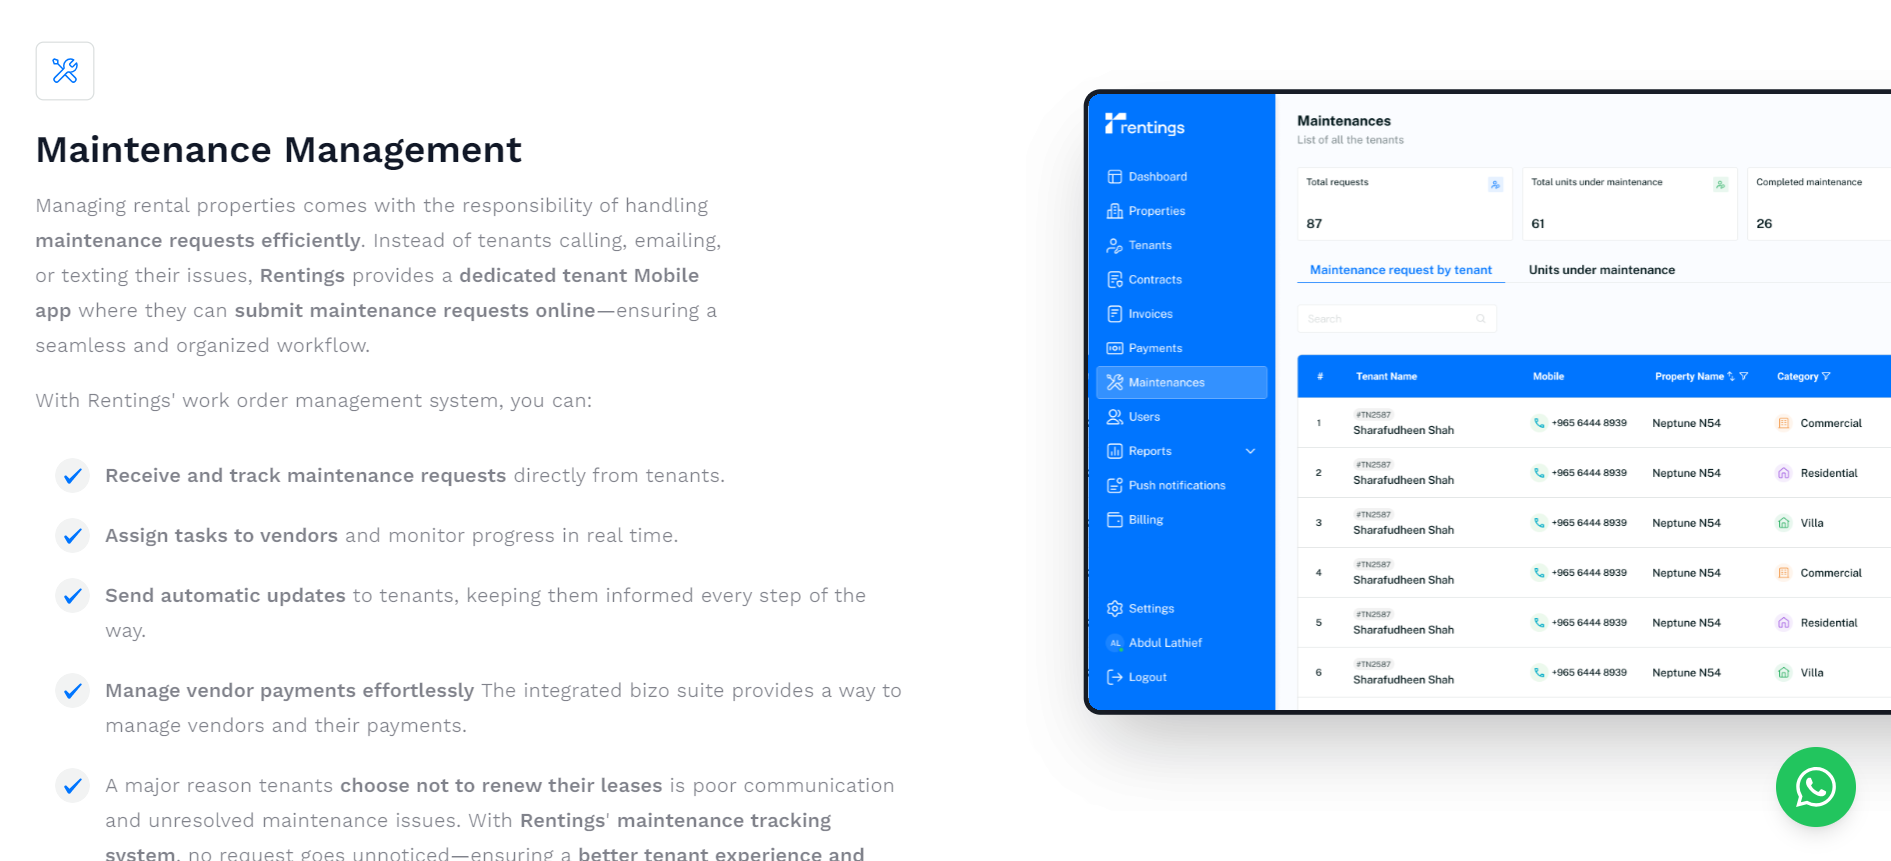 Maintenance Management
Managing rental properties comes with the responsibility of handling
maintenance requests efficiently. Instead of tenants calling, emailing,
or texting their issues, Rentings provides a dedicated tenant Mobile
app where they can submit maintenance requests online—ensuring a
seamless and organized workflow.
With Rentings' work order management system, you can:
Receive and track maintenance requests directly from tenants.
Assign tasks to vendors and monitor progress in real time.
Send automatic updates to tenants, keeping them informed every step of the
way.
Manage vendor payments effortlessly The integrated bizo suite provides a way to
manage vendors and their payments.
A major reason tenants choose not to renew their leases is poor communication
and unresolved maintenance issues. With Rentings' maintenance tracking
system, no request goes unnoticed—ensuring a better tenant experience and
rentings
Dashboard
Properties
Tenants
Contracts
Invoices
Payments
Maintenances
Users
Reports
Push notifications
Billing
Settings
AL Abdul Lathief
Logout
Maintenances
List of all the tenants
Total requests
87
Total units under maintenance
61
Completed maintenance
26
Maintenance request by tenant Units under maintenance
Search
# Tenant Name Mobile Property Name Category
#TN2587
1 Sharafudheen Shah +965 6444 8939 Neptune N54 Commercial
#TN2587
2 Sharafudheen Shah +965 6444 8939 Neptune N54 Residential
#TN2587
3 Sharafudheen Shah +965 6444 8939 Neptune N54 Villa
#TN2587
4 Sharafudheen Shah +965 6444 8939 Neptune N54 Commercial
#TN2587
5 Sharafudheen Shah +965 6444 8939 Neptune N54 Residential
#TN2587
6 Sharafudheen Shah +965 6444 8939 Neptune N54 Villa